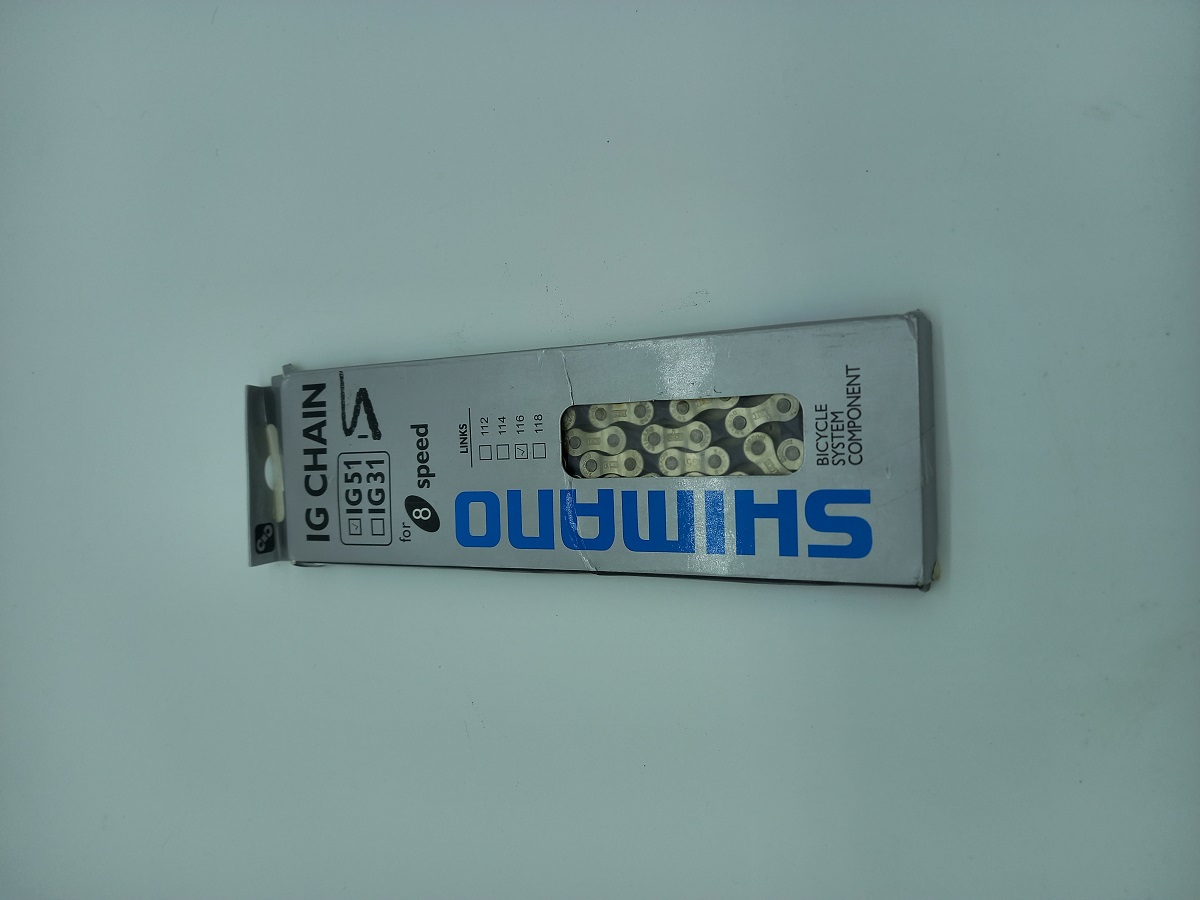 IG CHAIN
IG51
IG31
for 8 speed
LINKS
112
114
116
118
SHIMANO
BICYCLE
SYSTEM
COMPONENT